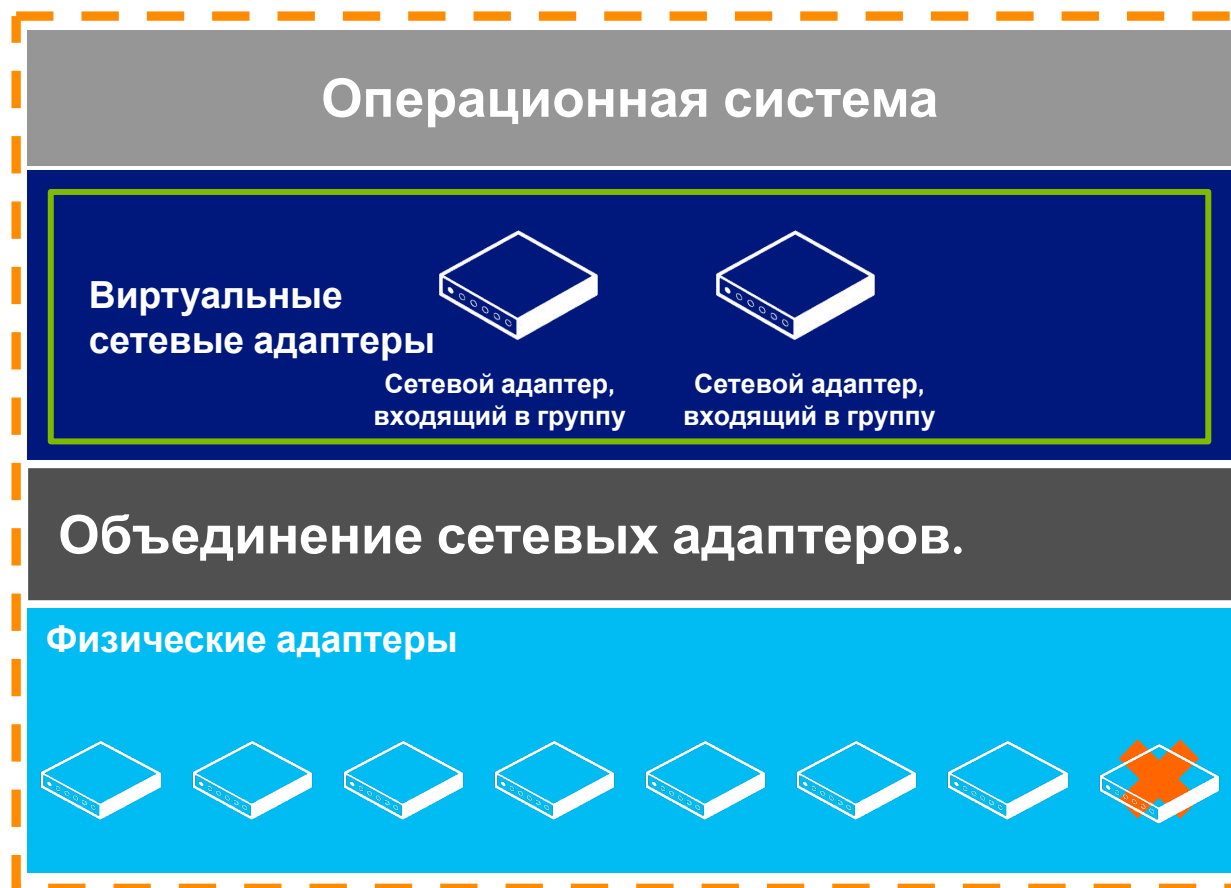 Операционная система
Виртуальные
сетевые адаптеры
Сетевой адаптер,
входящий в группу
Сетевой адаптер,
входящий в группу
Объединение сетевых адаптеров.
Физические адаптеры